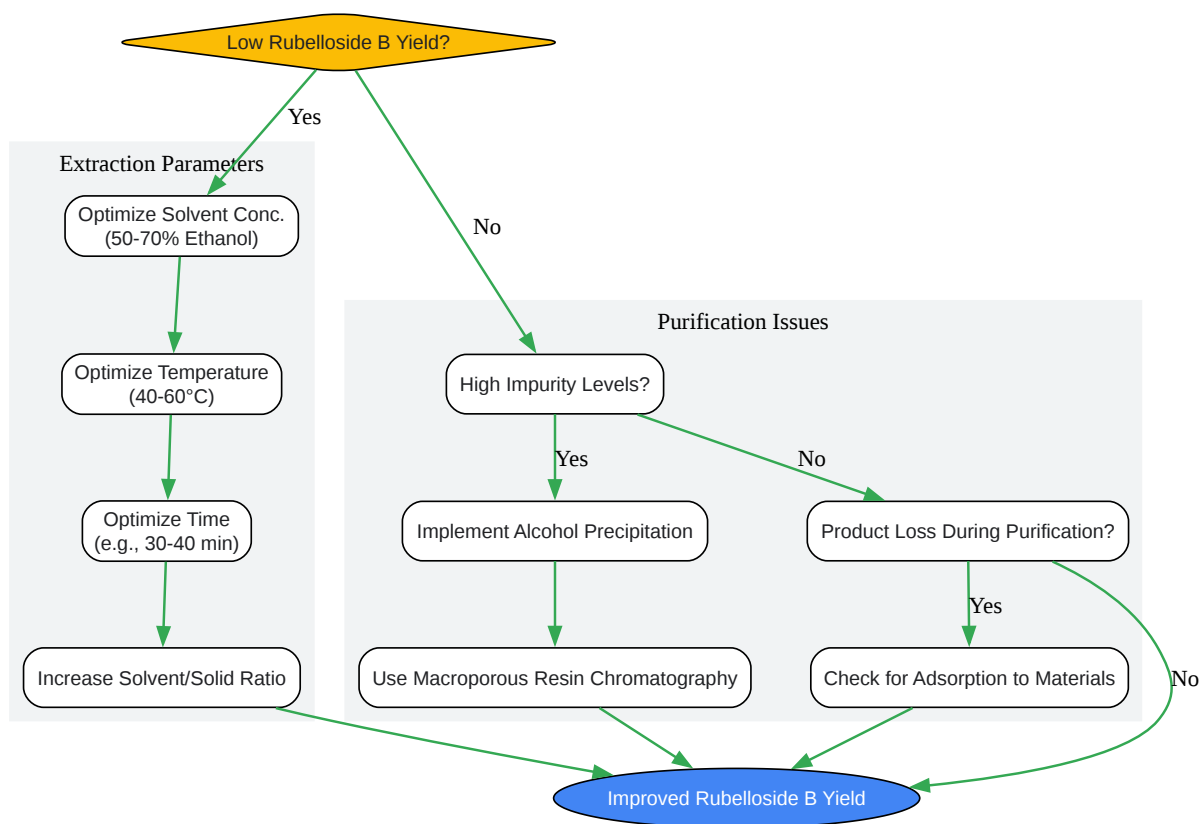 Low Rubelloside B Yield?
Yes
Extraction Parameters
Optimize Solvent Conc.
(50-70% Ethanol)
No
Purification Issues
Optimize Temperature
(40-60°C)
High Impurity Levels?
Yes
No
Optimize Time
(e.g., 30-40 min)
Implement Alcohol Precipitation
Product Loss During Purification?
Yes
Increase Solvent/Solid Ratio
Use Macroporous Resin Chromatography
Check for Adsorption to Materials
No
Improved Rubelloside B Yield